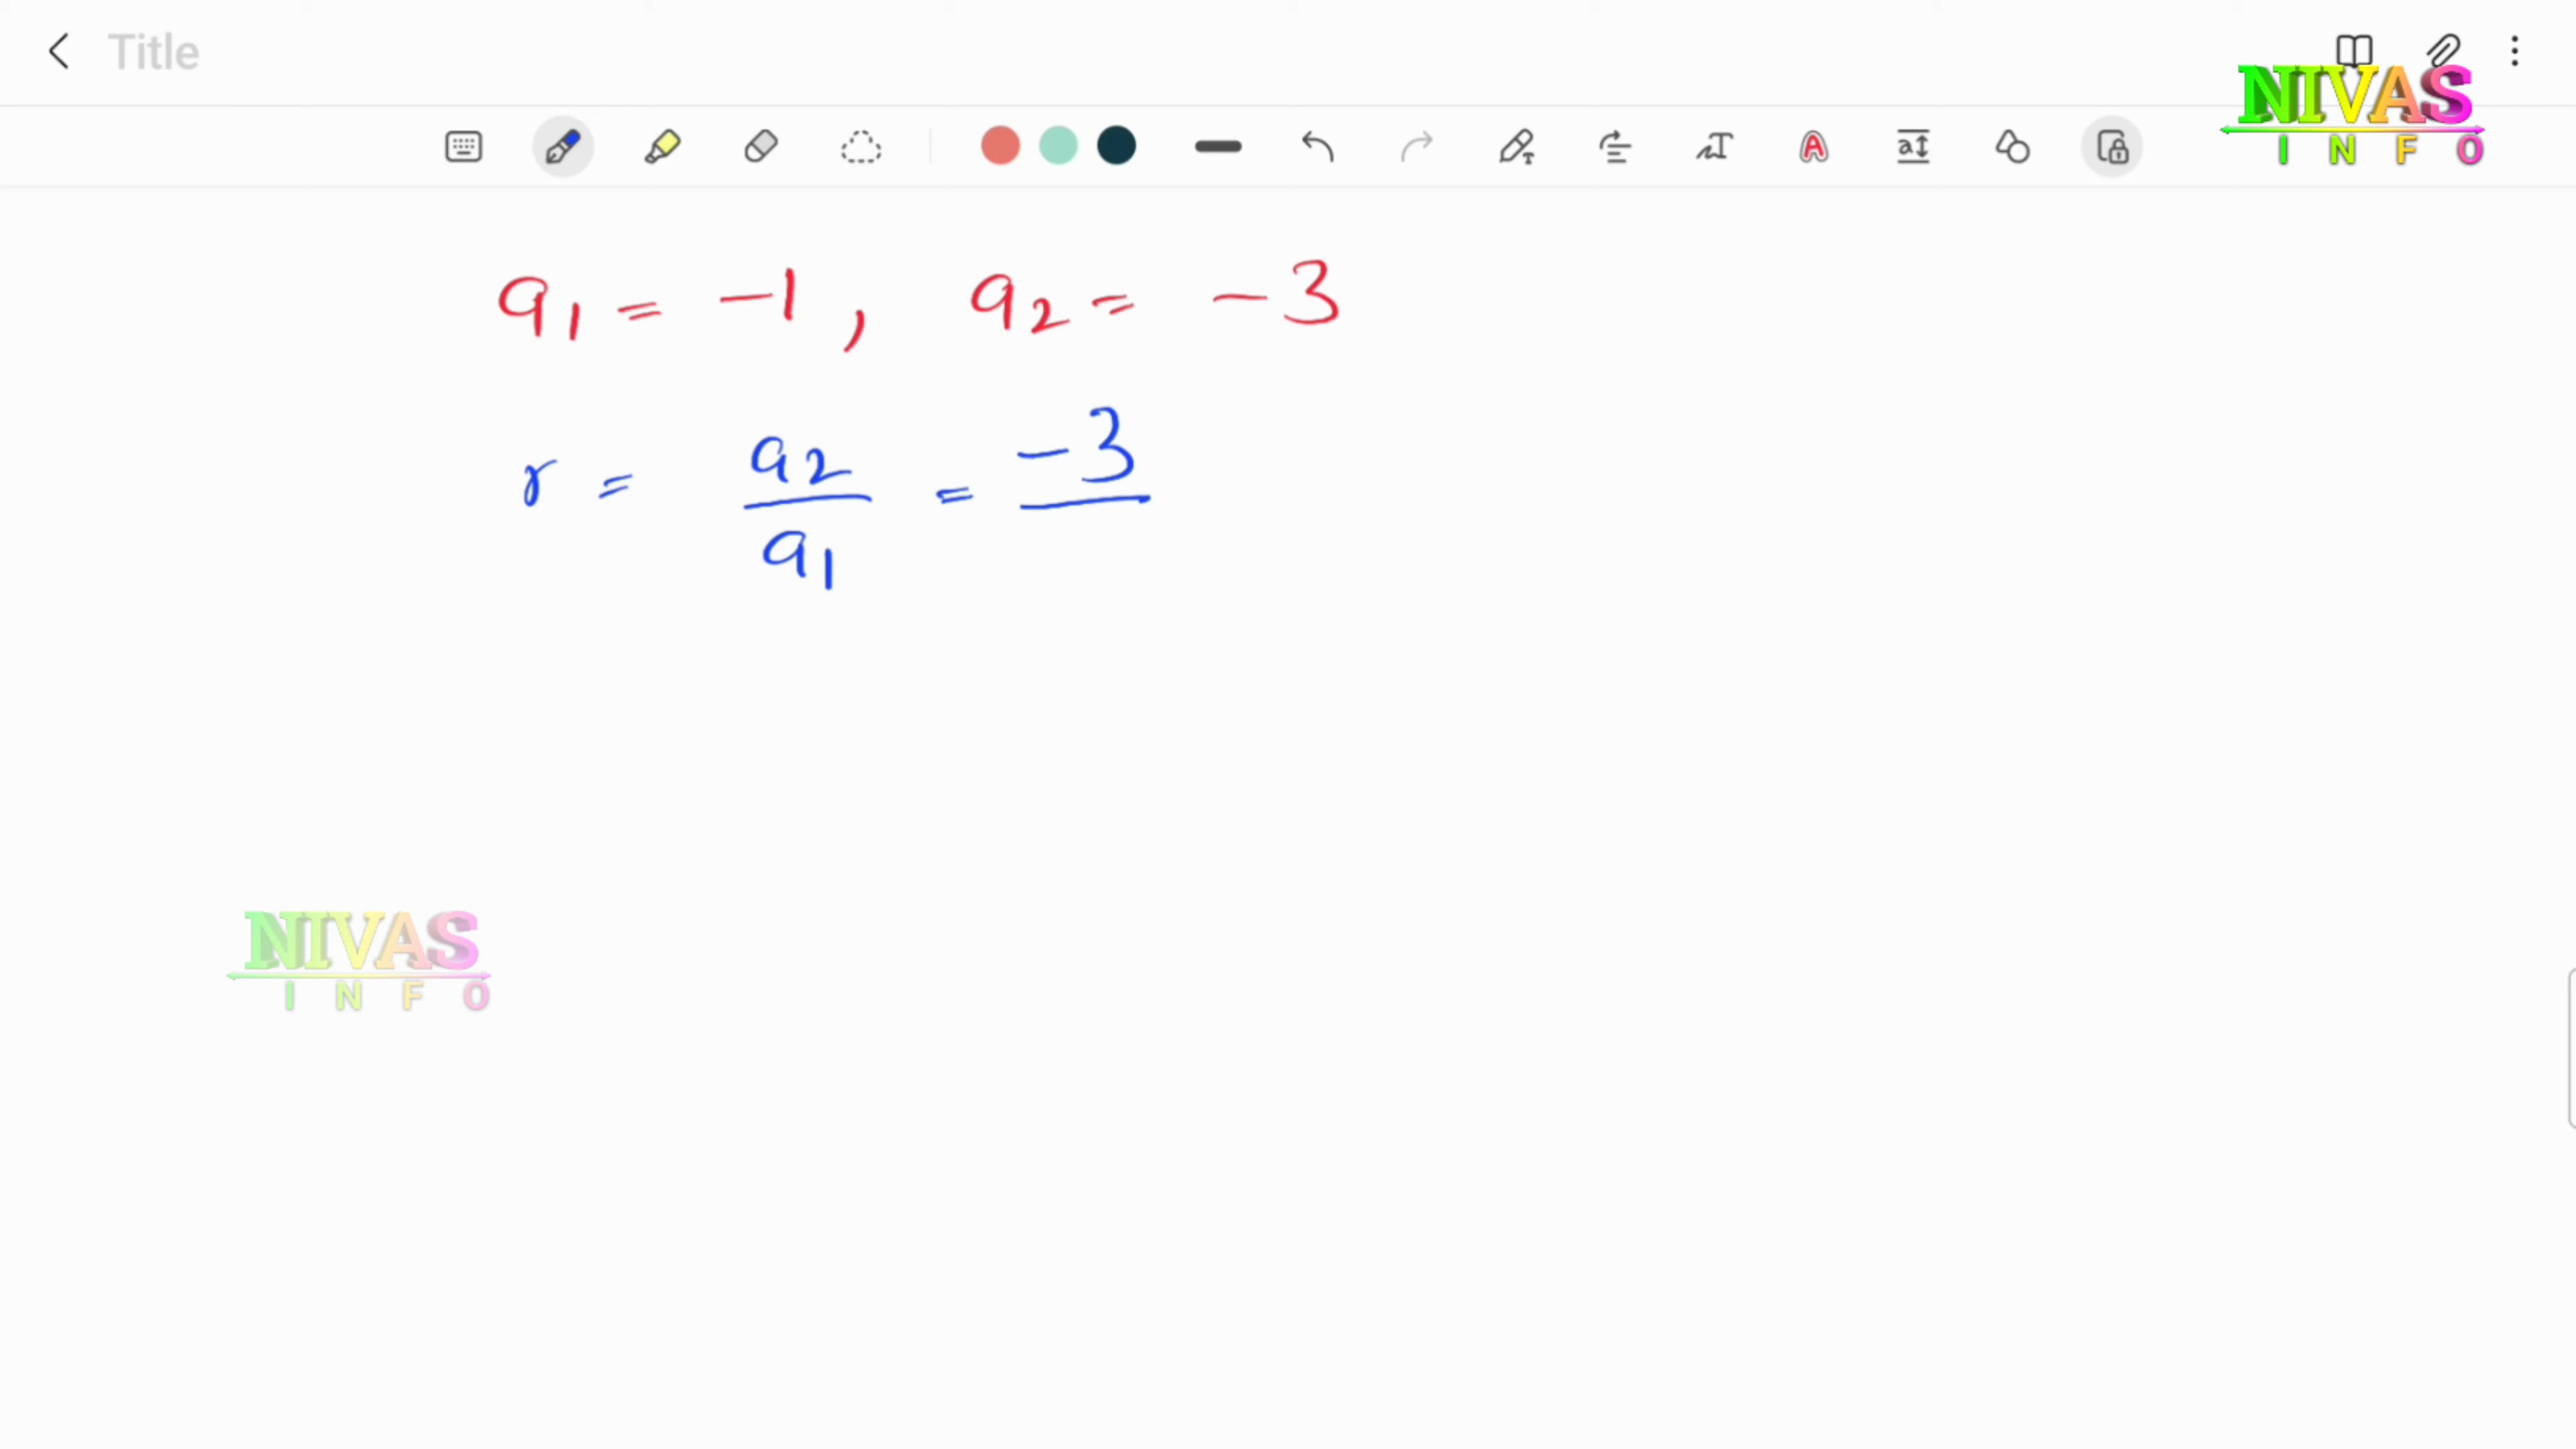 Title
NIVAS
INFO
a₁ = -1, a₂ = -3
r = a₂/a₁ = -3/
NIVAS
INFO